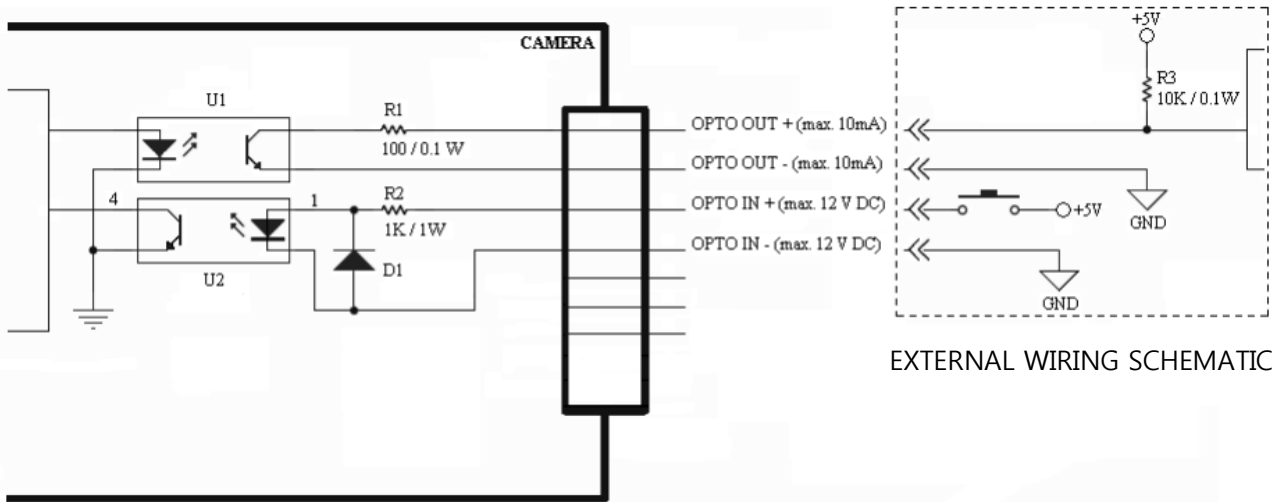 CAMERA
U1
R1
100 / 0.1 W
4
1
R2
1K / 1W
D1
U2
OPTO OUT + (max. 10mA)
OPTO OUT - (max. 10mA)
OPTO IN + (max. 12 V DC)
OPTO IN - (max. 12 V DC)
+5V
R3
10K / 0.1W
GND
+5V
GND
EXTERNAL WIRING SCHEMATIC